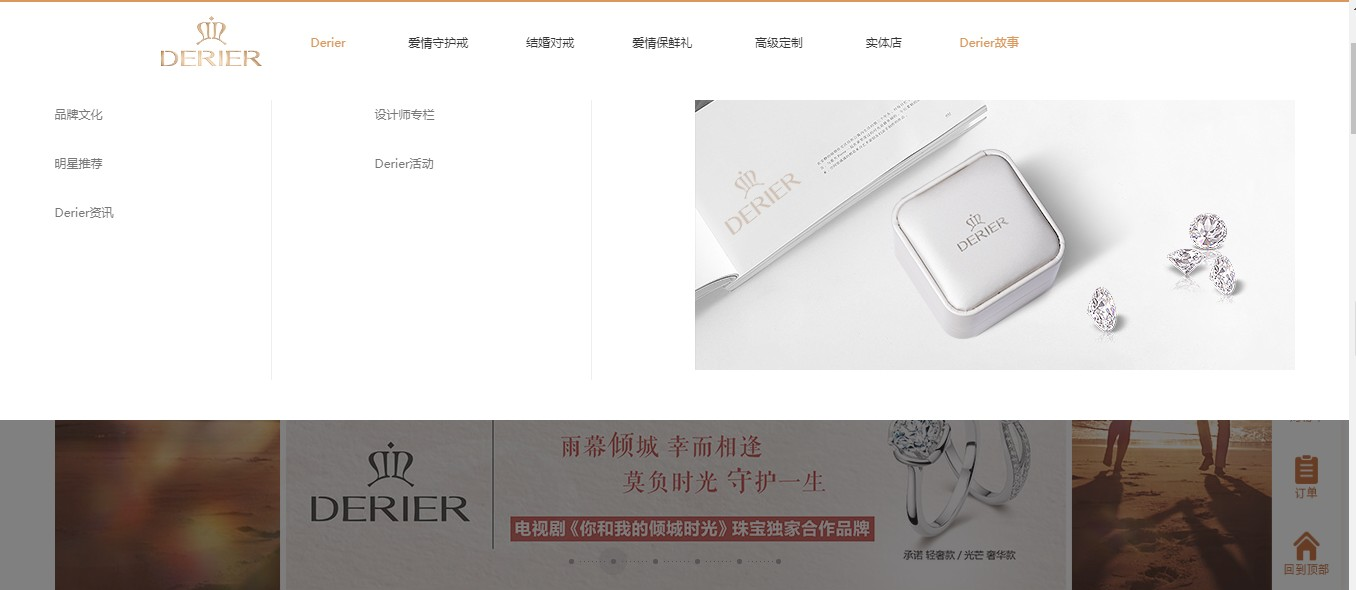 DERIER
Derier
爱情守护戒
结婚对戒
爱情保鲜礼
高级定制
实体店
Derier故事
品牌文化
设计师专栏
明星推荐
Derier活动
Derier资讯
DERIER
DERIER
雨幕倾城 幸而相逢
莫负时光 守护一生
DERIER
电视剧《你和我的倾城时光》珠宝独家合作品牌
承诺 轻奢款 / 光芒 奢华款
订单
回到顶部